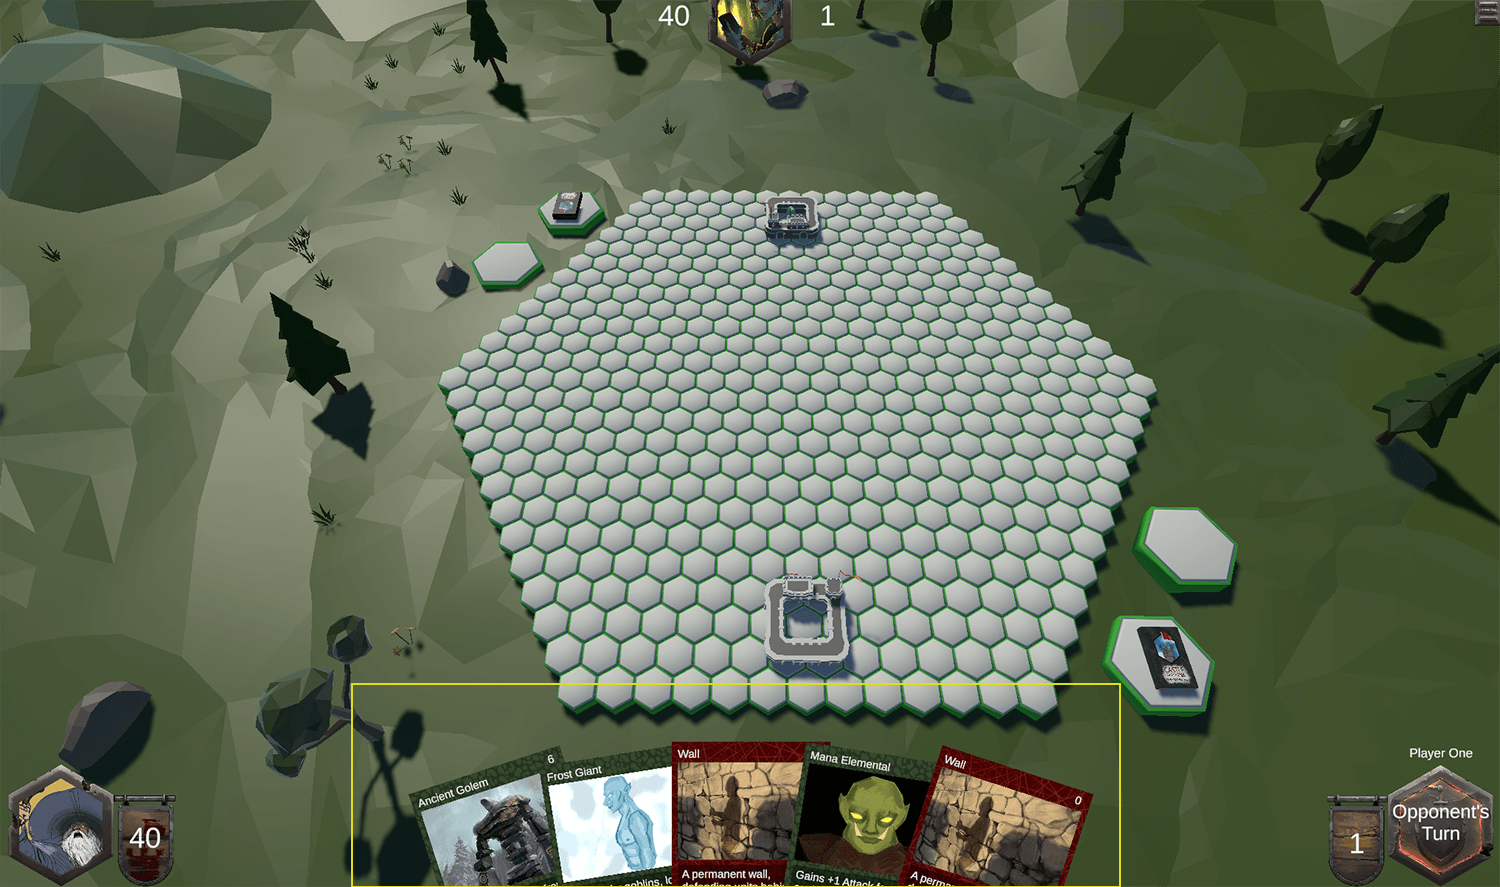 40
1
Player One
Opponent's
Turn
1
40
Ancient Golem
6
Frost Giant
Wall
A permanent wall,
Mana Elemental
Gains +1 Attack
Wall
0
A perma